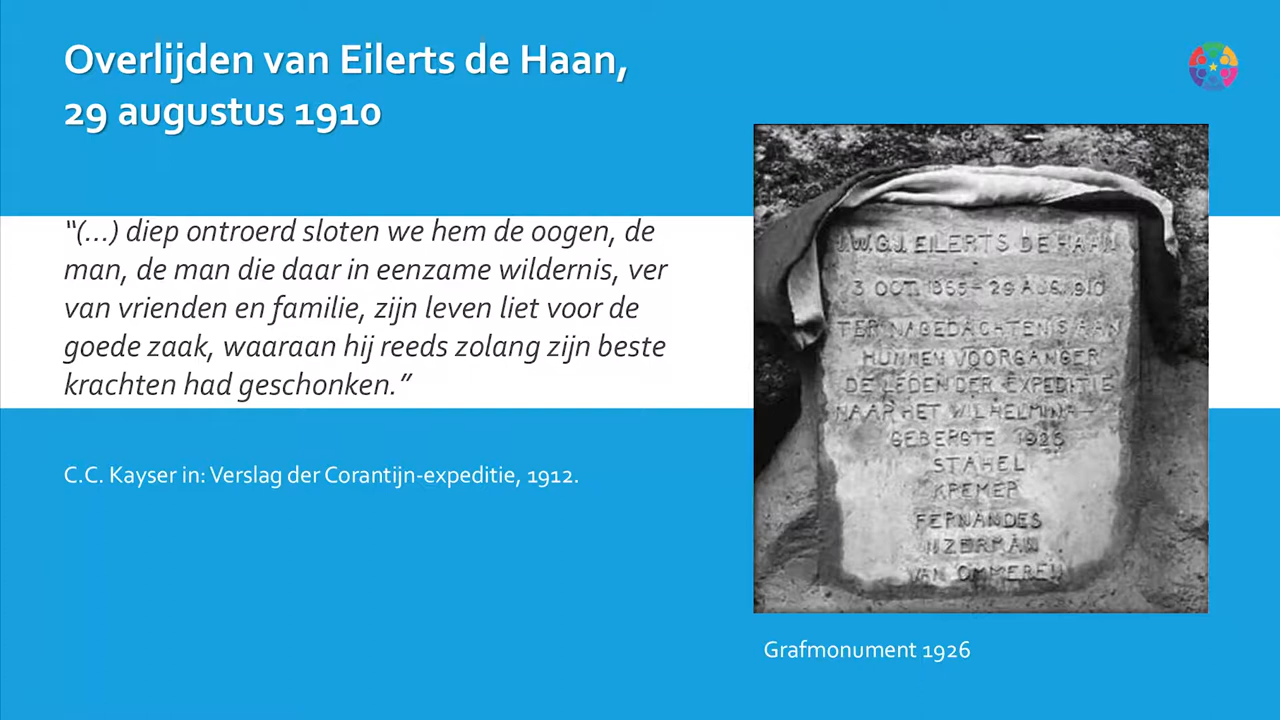 Overlijden van Eilerts de Haan,
29 augustus 1910
“(...) diep ontroerd sloten we hem de oogen, de
man, de man die daar in eenzame wildernis, ver
van vrienden en familie, zijn leven liet voor de
goede zaak, waaraan hij reeds zolang zijn beste
krachten had geschonken.”
C.C. Kayser in: Verslag der Corantijn-expeditie, 1912.
J.W.G.J. EILERTS DE HAAN
3 OCT. 1865 - 29 AUG. 1910
TER NAGEDACHTENIS AAN
HUNNEN VOORGANGER
DE LEDEN DER EXPEDITIE
NAAR HET WILHELMINA-
GEBERGTE 1926
STAHEL
KREMER
FERNANDES
IJZERMAN
VAN OMMEREN
Grafmonument 1926